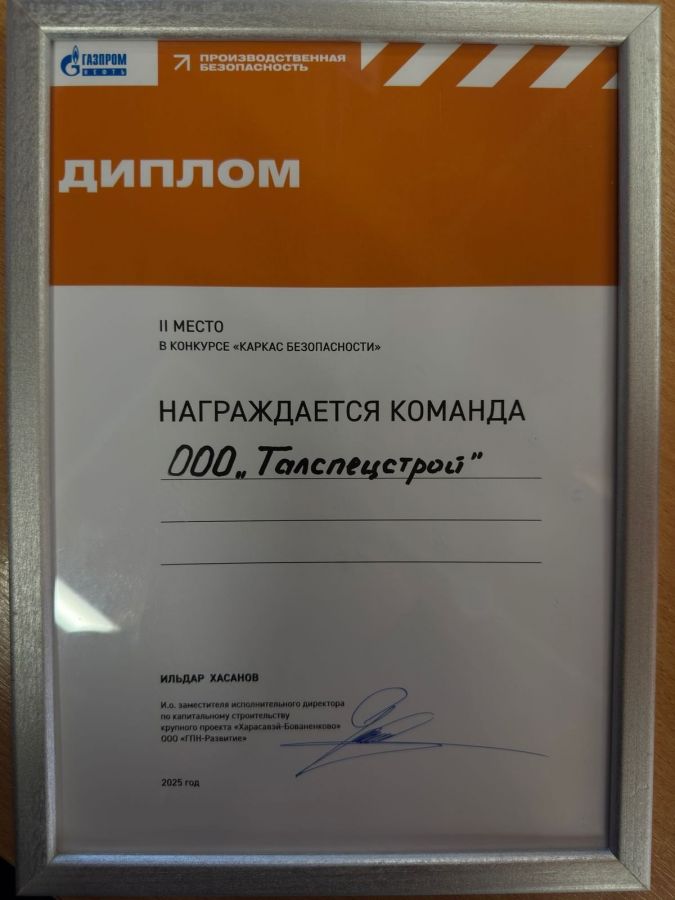 ГАЗПРОМ
НЕФТЬ
ПРОИЗВОДСТВЕННАЯ
БЕЗОПАСНОСТЬ
ДИПЛОМ
II МЕСТО
В КОНКУРСЕ «КАРКАС БЕЗОПАСНОСТИ»
НАГРАЖДАЕТСЯ КОМАНДА
ООО „Талспецстрой”
ИЛЬДАР ХАСАНОВ
И.о. заместителя исполнительного директора
по капитальному строительству
крупного проекта «Харасавэй-Бованенково»
ООО «ГПН-Развитие»
2025 год